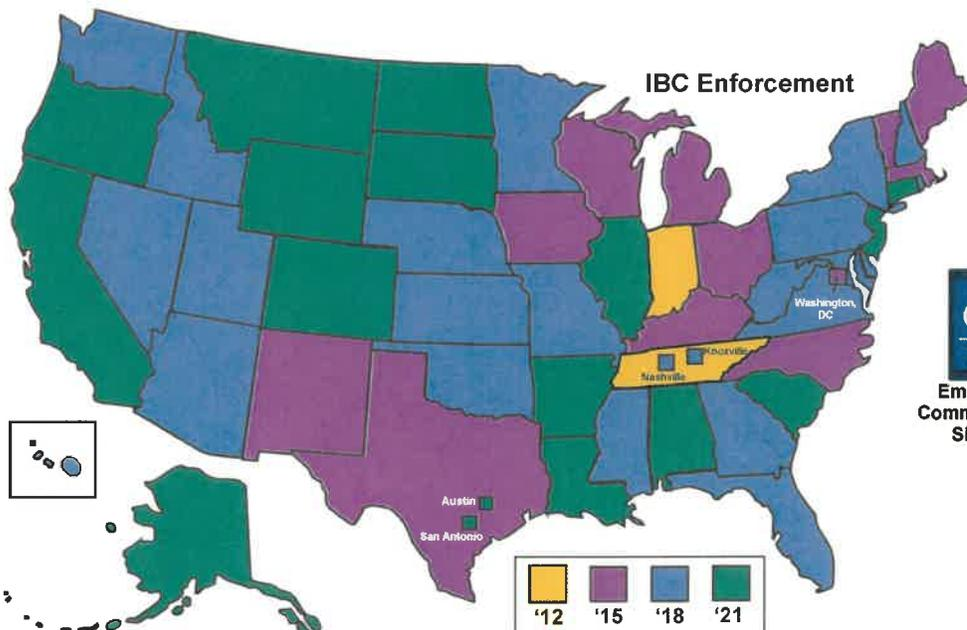 IBC Enforcement
Washington,
DC
Knoxville
Nashville
Austin
San Antonio
'12 '15 '18 '21